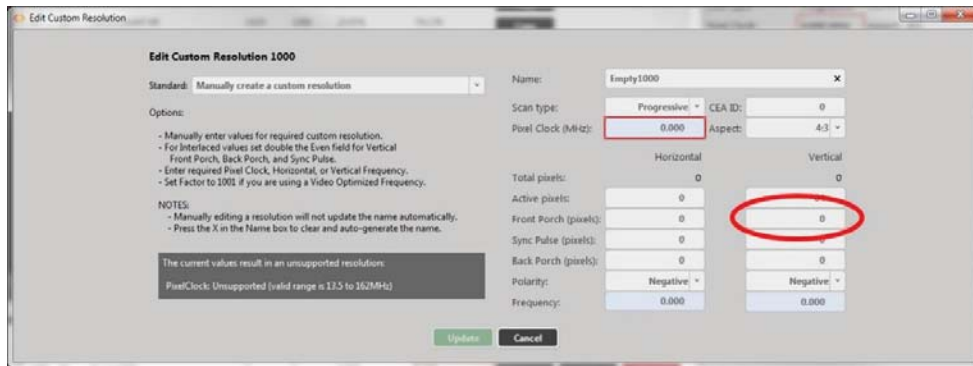 Edit Custom Resolution
Edit Custom Resolution 1000
Standard: Manually create a custom resolution
Options:
- Manually enter values for required custom resolution.
- For Interlaced values set double the Even field for Vertical
Front Porch, Back Porch, and Sync Pulse.
- Enter required Pixel Clock, Horizontal, or Vertical Frequency.
- Set Factor to 1001 if you are using a Video Optimized Frequency.
NOTES:
- Manually editing a resolution will not update the name automatically.
- Press the X in the Name box to clear and auto-generate the name.
The current values result in an unsupported resolution:
PixelClock: Unsupported (valid range is 13.5 to 162MHz)
Name: Empty1000 x
Scan type: Progressive CEA ID: 0
Pixel Clock (MHz): 0.000 Aspect: 4:3
Horizontal Vertical
Total pixels: 0 0
Active pixels: 0
Front Porch (pixels): 0 0
Sync Pulse (pixels): 0 0
Back Porch (pixels): 0 0
Polarity: Negative Negative
Frequency: 0.000 0.000
Update Cancel